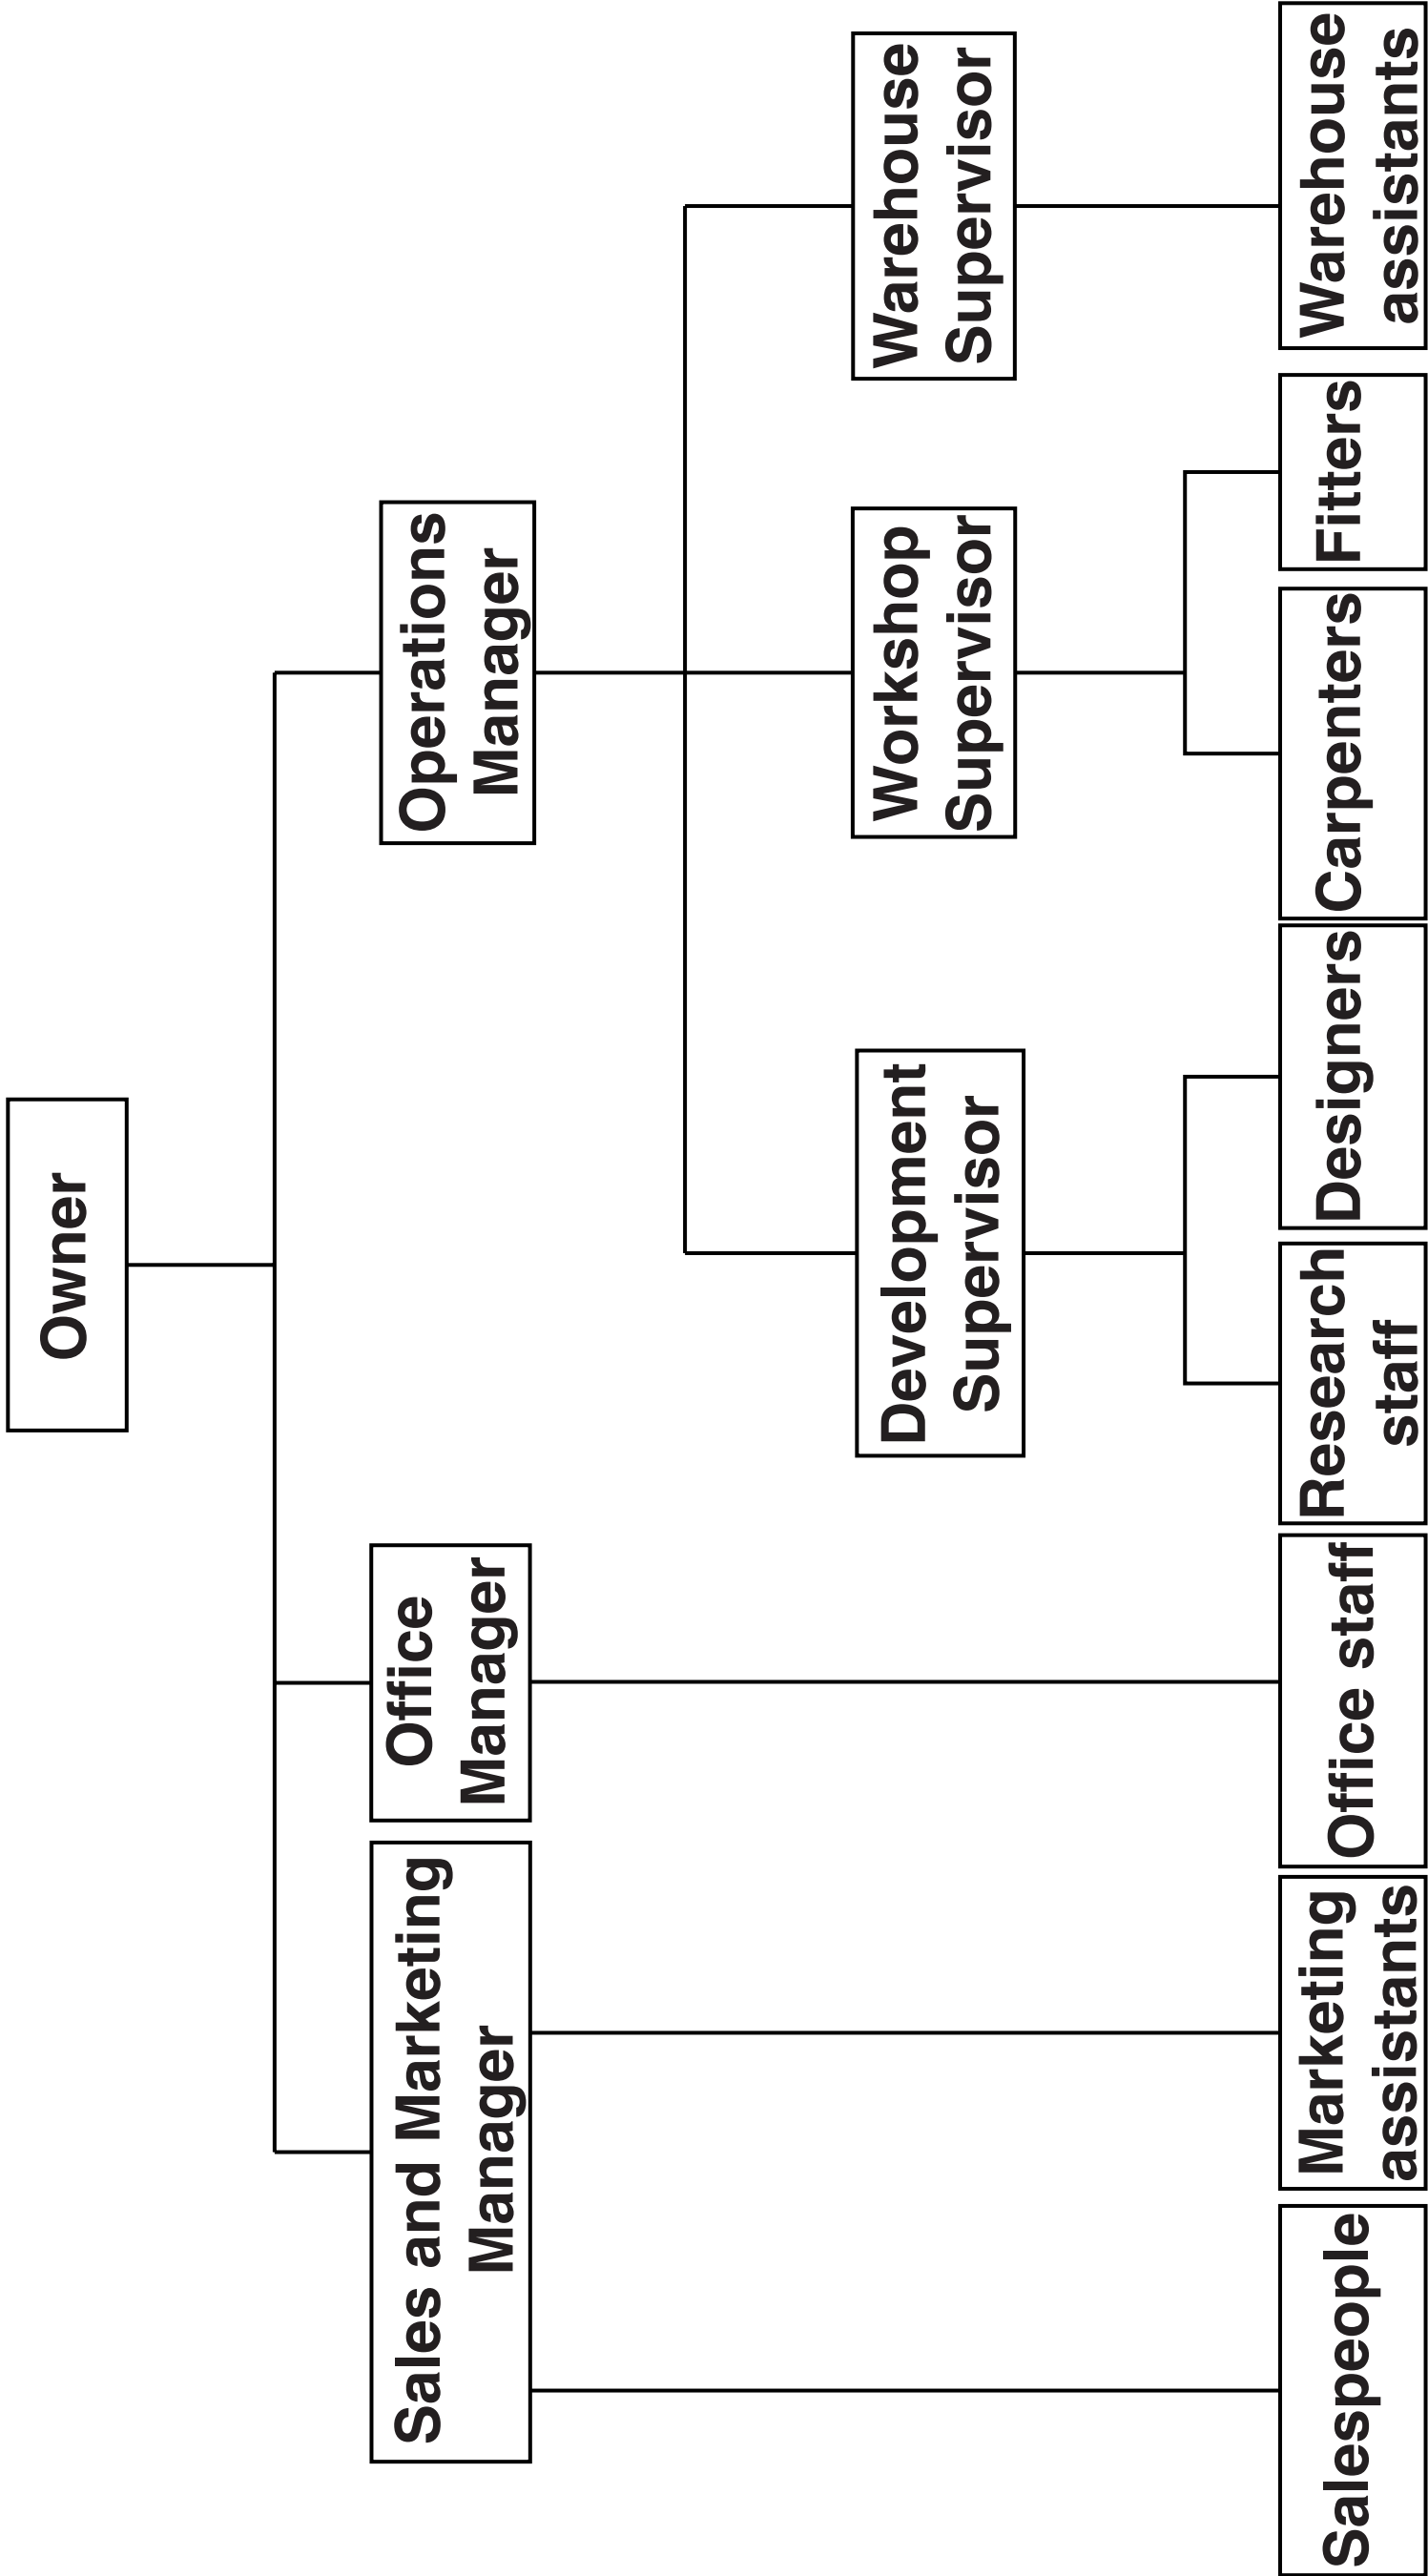 Owner
Sales and Marketing
Manager
Office
Manager
Operations
Manager
Development
Supervisor
Workshop
Supervisor
Warehouse
Supervisor
Salespeople
Marketing
assistants
Office staff
Research
staff
Designers
Carpenters
Fitters
Warehouse
assistants